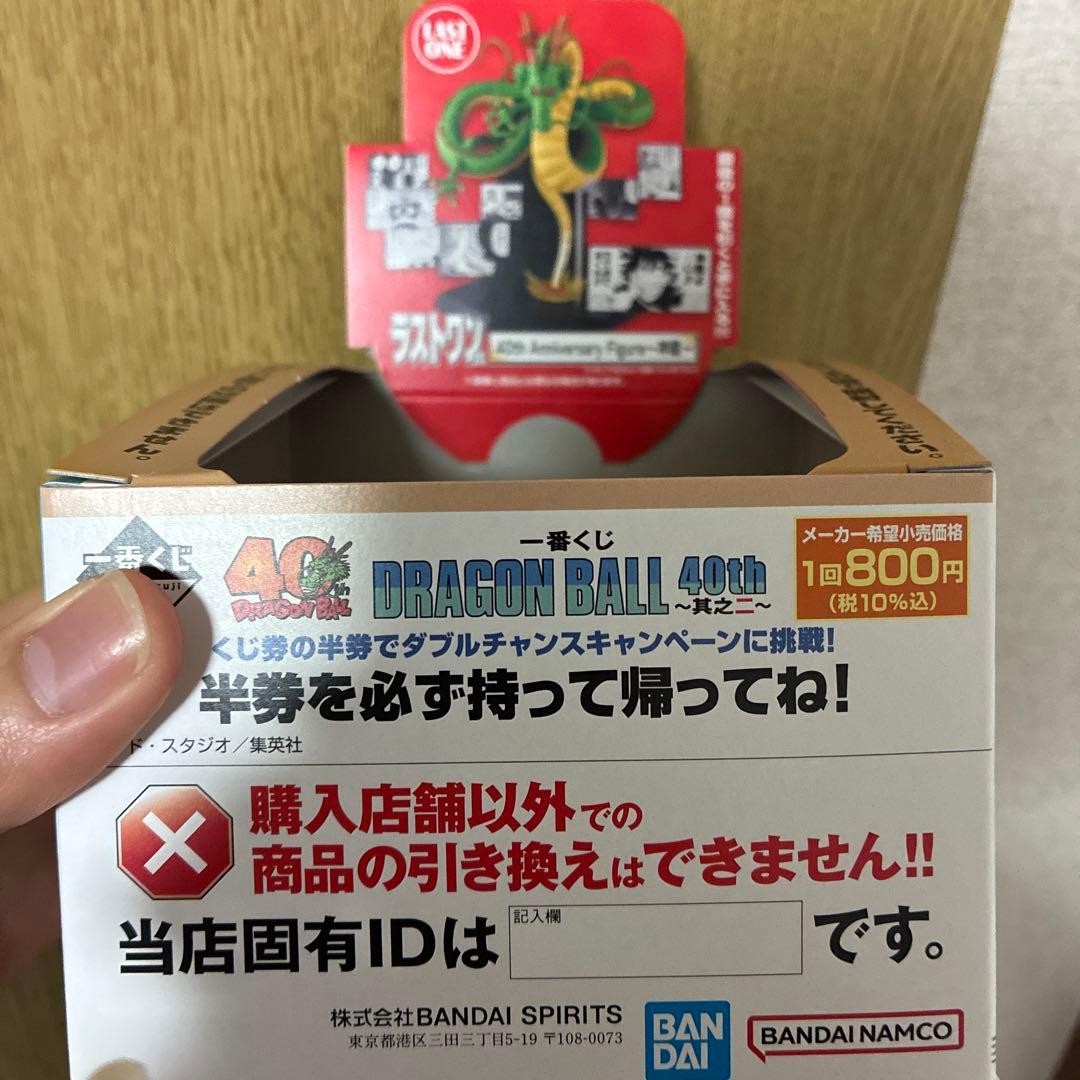 LAST
ONE
ラストワン
40th Anniversary Figure
一番くじ
40th
DRAGON BALL
一番くじ
DRAGON BALL 40th
～其之二～
メーカー希望小売価格
1回800円
(税10%込)
くじ券の半券でダブルチャンスキャンペーンに挑戦!
半券を必ず持って帰ってね!
ド・スタジオ/集英社
購入店舗以外での
商品の引き換えはできません!!
記入欄
当店固有IDは です。
株式会社BANDAI SPIRITS
東京都港区三田三丁目5-19 〒108-0073
BAN
DAI
BANDAI NAMCO